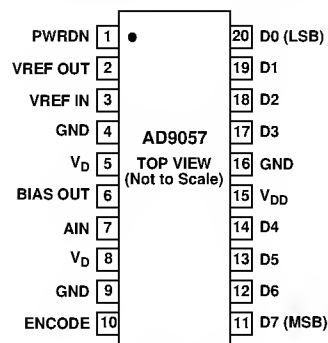 PWRDN 1 20 D0 (LSB)
VREF OUT 2 19 D1
VREF IN 3 18 D2
GND 4 17 D3
AD9057
VD 5 TOP VIEW 16 GND
(Not to Scale)
BIAS OUT 6 15 VDD
AIN 7 14 D4
VD 8 13 D5
GND 9 12 D6
ENCODE 10 11 D7 (MSB)